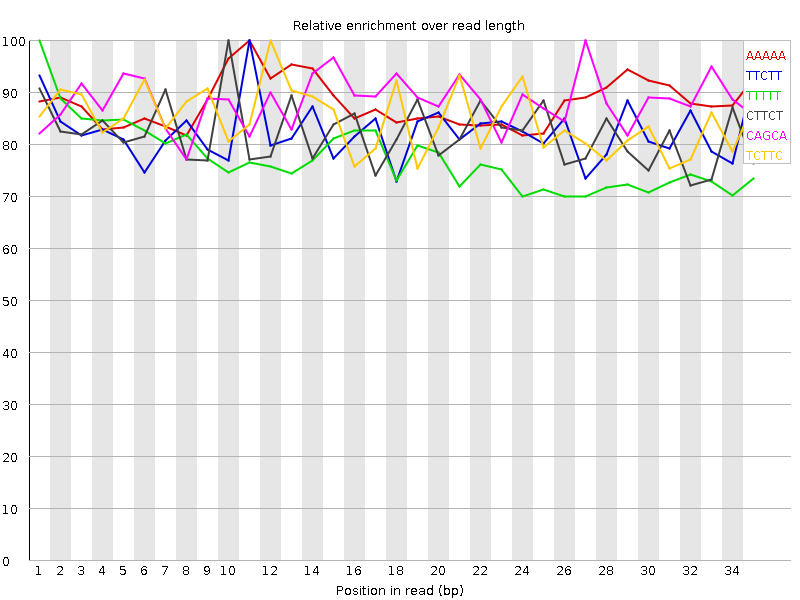 Relative enrichment over read length
100
90
80
70
60
50
40
30
20
10
0
AAAAA
TTCTT
TTTTT
CTTCT
CAGCA
TCTTC
1 2 3 4 5 6 7 8 9 10 12 14 16 18 20 22 24 26 28 30 32 34
Position in read (bp)